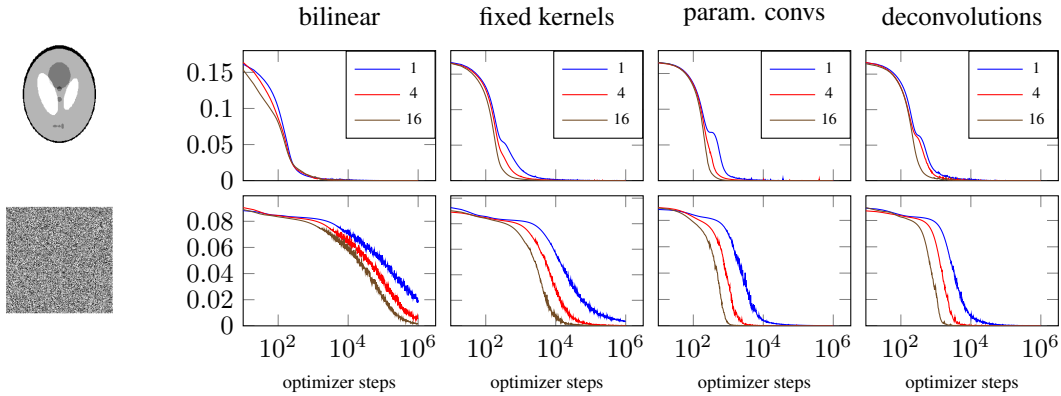 bilinear fixed kernels param. convs deconvolutions
0.15 1 1 1 1
0.1 4 4 4 4
0.05 16 16 16 16
0
0.08
0.06
0.04
0.02
0
10^2 10^4 10^6 10^2 10^4 10^6 10^2 10^4 10^6 10^2 10^4 10^6
optimizer steps optimizer steps optimizer steps optimizer steps